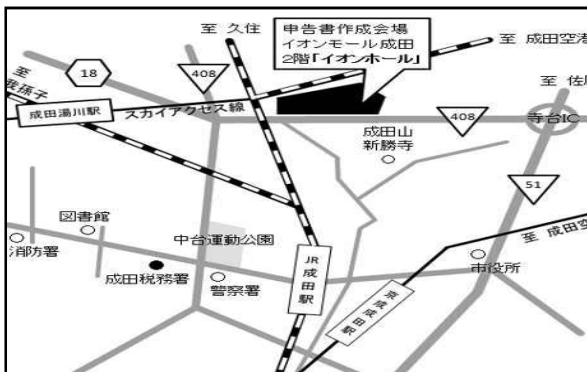 至 久住
申告書作成会場
イオンモール成田
2階「イオンホール」
至 成田空港
至
我孫子
18
408
至 佐
成田湯川駅
スカイアクセス線
成田山
新勝寺
408
寺台IC
51
図書館
消防署
中台運動公園
成田税務署
警察署
JR成田駅
京成成田駅
市役所
至 成田空